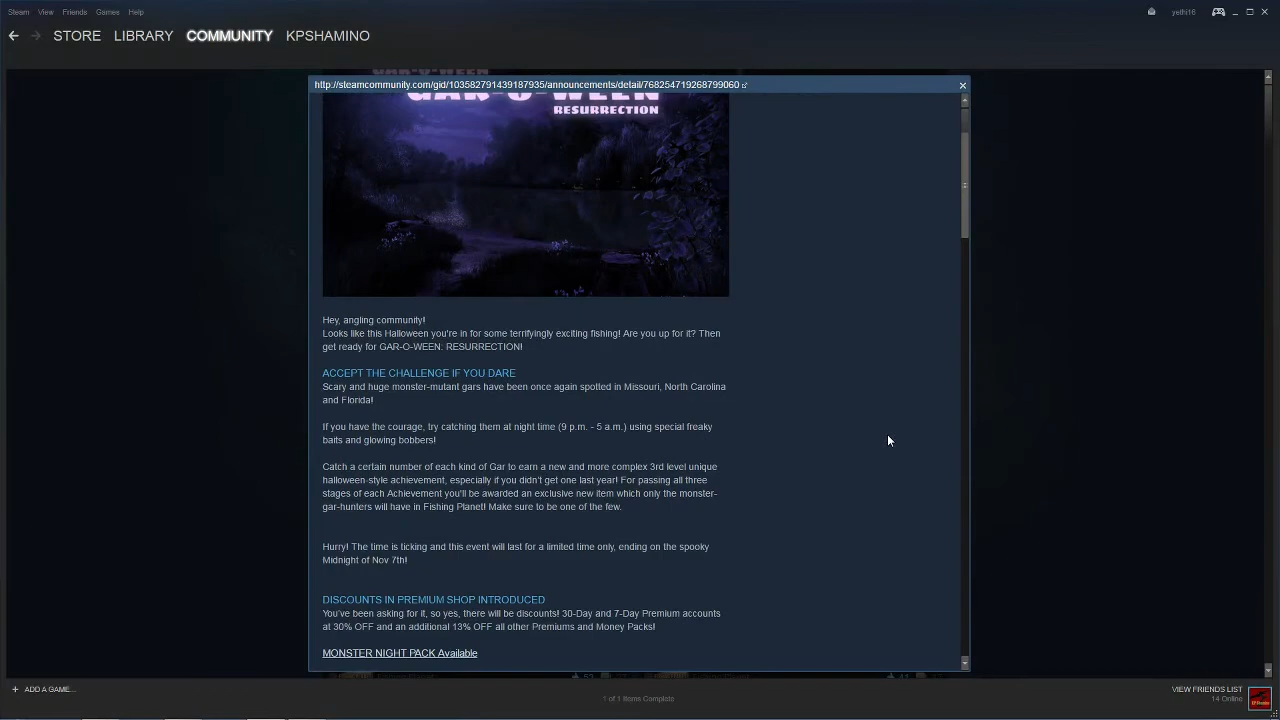 Steam View Friends Games Help
yethi16
STORE LIBRARY COMMUNITY KPSHAMINO
http://steamcommunity.com/gid/103582791439187935/announcements/detail/768254719268799060
GAR-O-WEEN
RESURRECTION
Hey, angling community!
Looks like this Halloween you're in for some terrifyingly exciting fishing! Are you up for it? Then
get ready for GAR-O-WEEN: RESURRECTION!
ACCEPT THE CHALLENGE IF YOU DARE
Scary and huge monster-mutant gars have been once again spotted in Missouri, North Carolina
and Florida!
If you have the courage, try catching them at night time (9 p.m. - 5 a.m.) using special freaky
baits and glowing bobbers!
Catch a certain number of each kind of Gar to earn a new and more complex 3rd level unique
halloween-style achievement, especially if you didn't get one last year! For passing all three
stages of each Achievement you'll be awarded an exclusive new item which only the monster-
gar-hunters will have in Fishing Planet! Make sure to be one of the few.
Hurry! The time is ticking and this event will last for a limited time only, ending on the spooky
Midnight of Nov 7th!
DISCOUNTS IN PREMIUM SHOP INTRODUCED
You've been asking for it, so yes, there will be discounts! 30-Day and 7-Day Premium accounts
at 30% OFF and an additional 13% OFF all other Premiums and Money Packs!
MONSTER NIGHT PACK Available
+ ADD A GAME...
1 of 1 Items Complete
VIEW FRIENDS LIST
14 Online